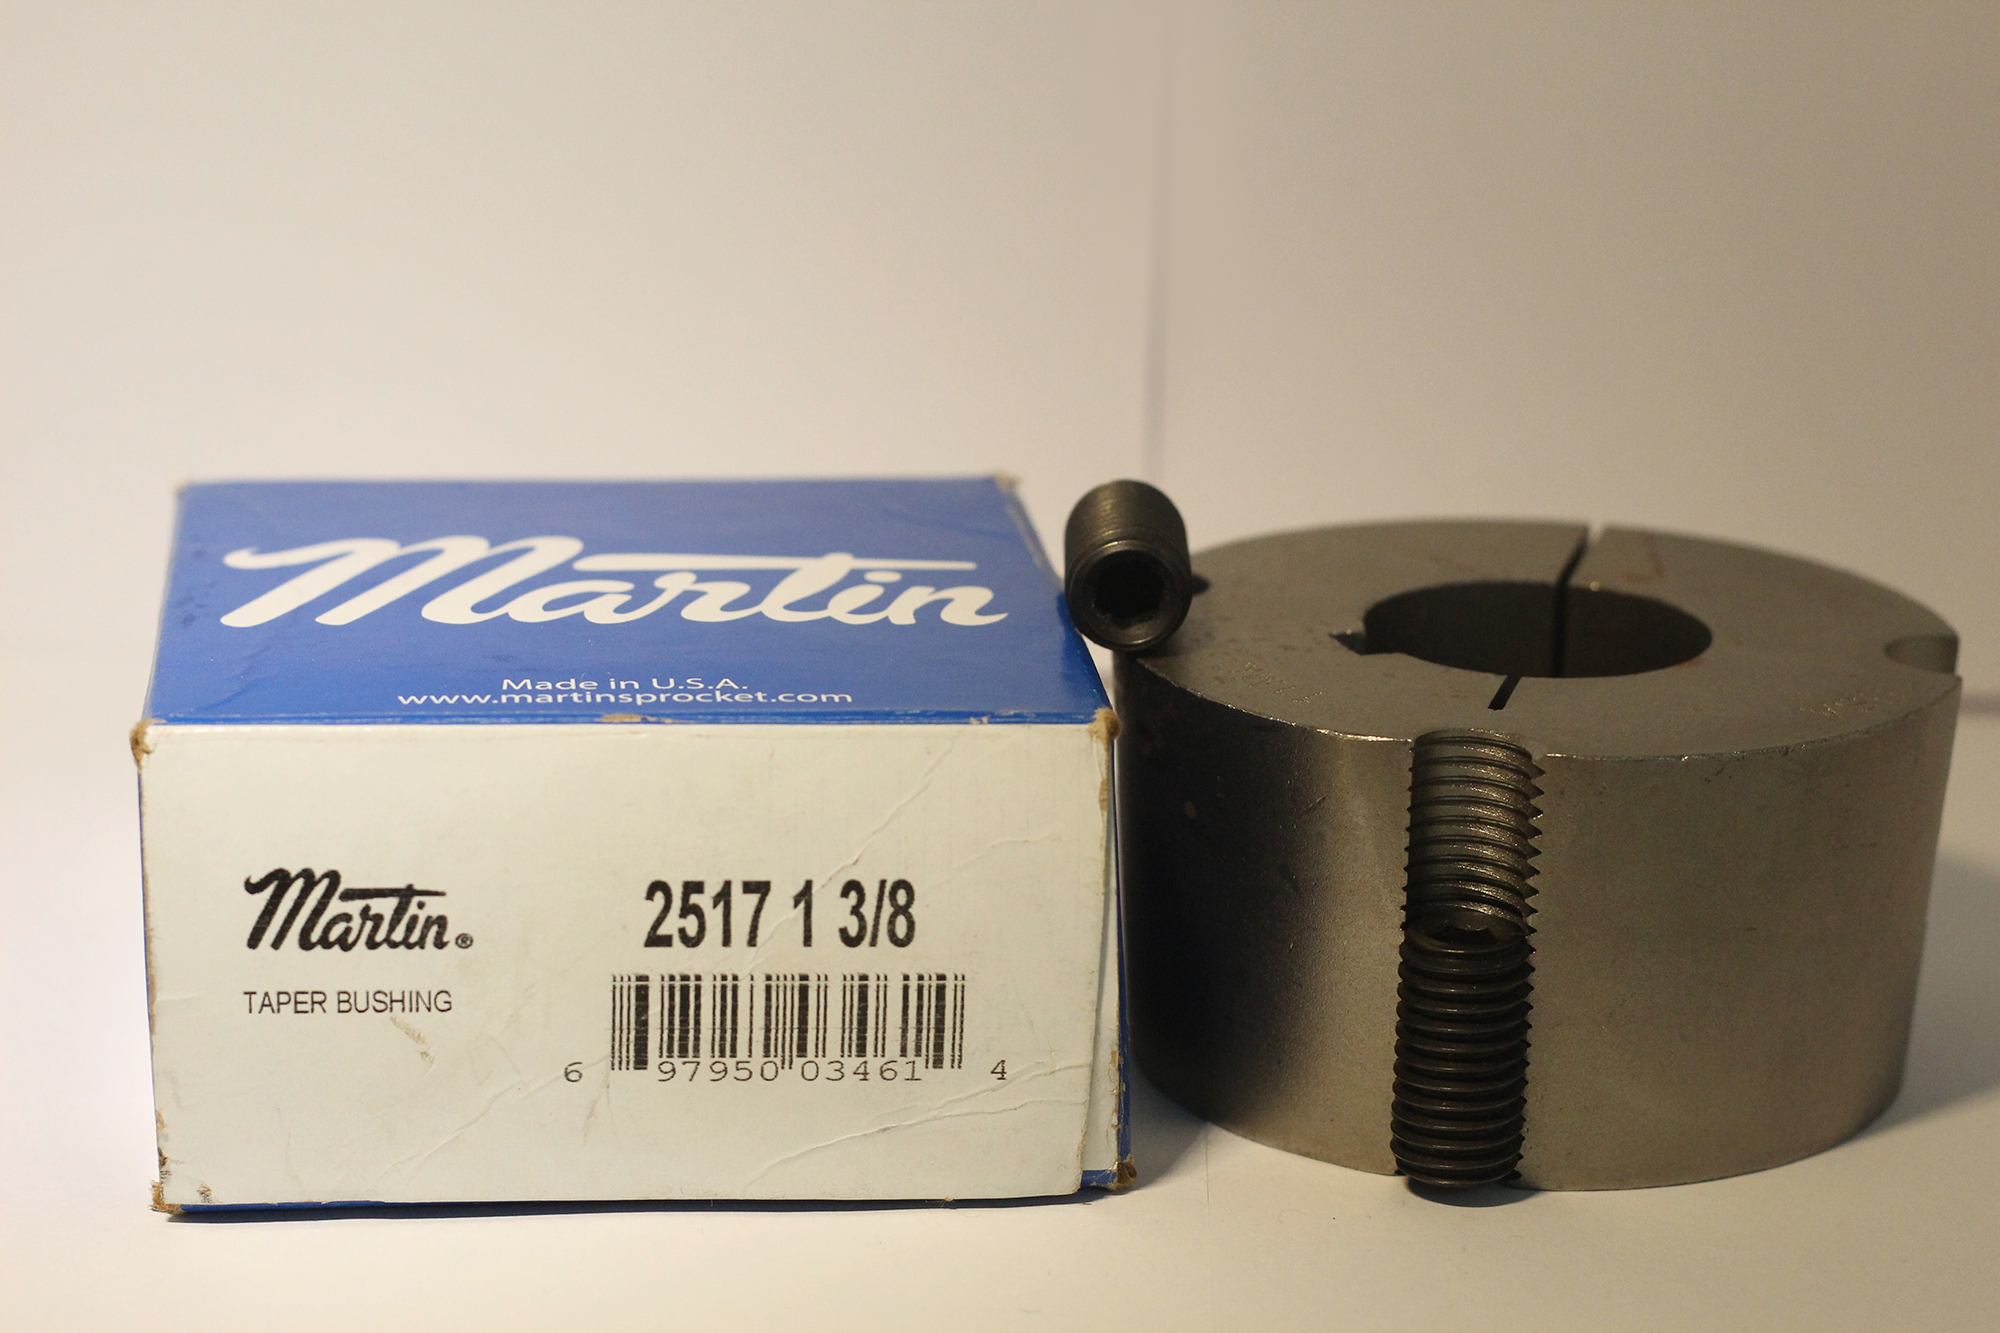 Martin
Made in U.S.A.
www.martinsprocket.com
Martin®
2517 1 3/8
TAPER BUSHING
6 97950 03461 4